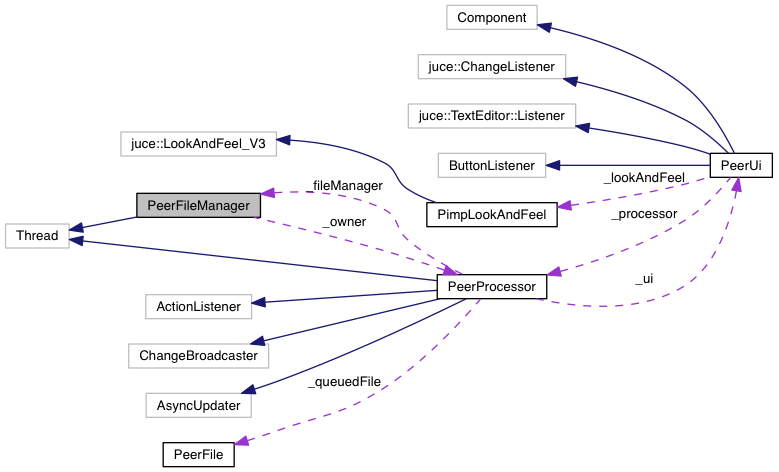 Component
juce::ChangeListener
juce::TextEditor::Listener
juce::LookAndFeel_V3
ButtonListener
PeerUi
_lookAndFeel
_fileManager
PeerFileManager
PimpLookAndFeel
_processor
_owner
Thread
_ui
PeerProcessor
ActionListener
ChangeBroadcaster
_queuedFile
AsyncUpdater
PeerFile